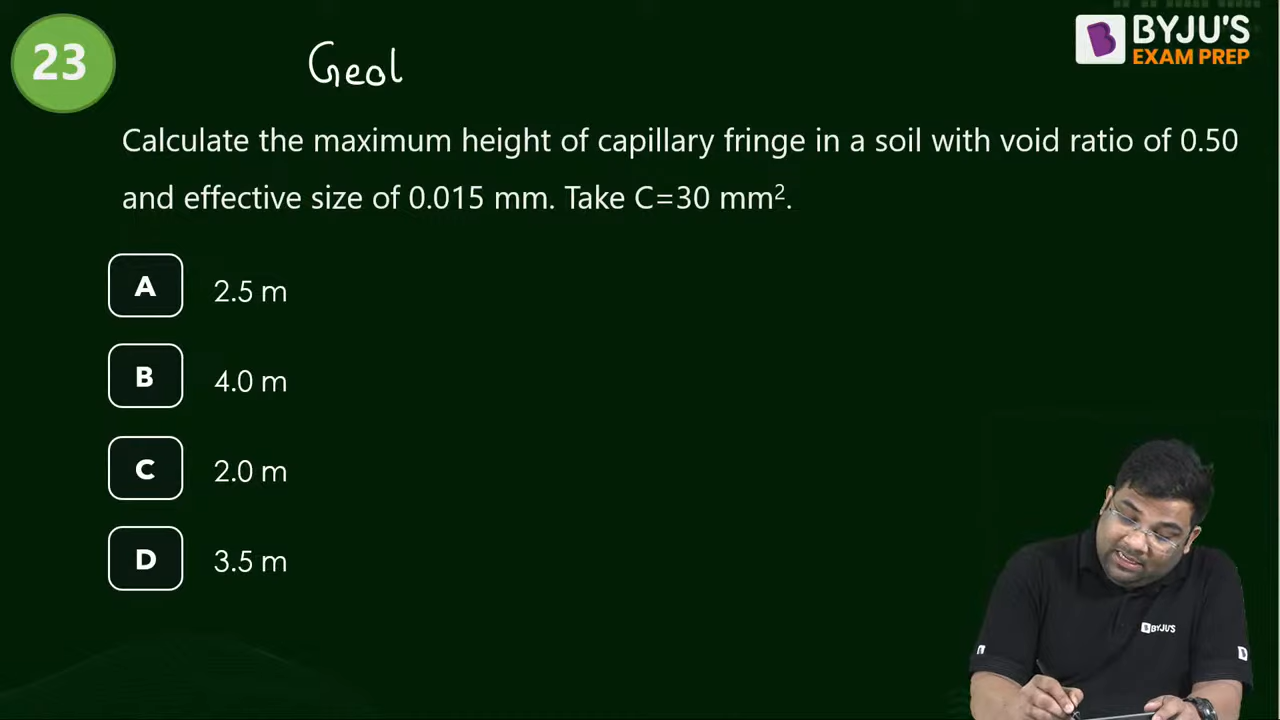 23
Geol
BYJU'S
EXAM PREP
Calculate the maximum height of capillary fringe in a soil with void ratio of 0.50
and effective size of 0.015 mm. Take C=30 mm².
A 2.5 m
B 4.0 m
C 2.0 m
D 3.5 m
BYJU'S